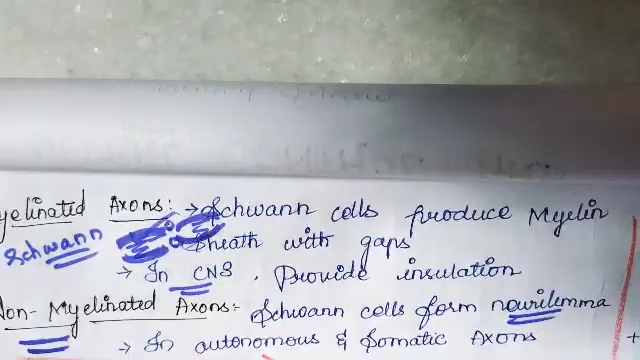 yelinated Axons: → Schwann cells produce Myelin
Schwann sheath with gaps
→ In CNS. Provide insulation
Non-Myelinated Axons:- Schwann cells form neurilemma
→ In autonomous & Somatic Axons